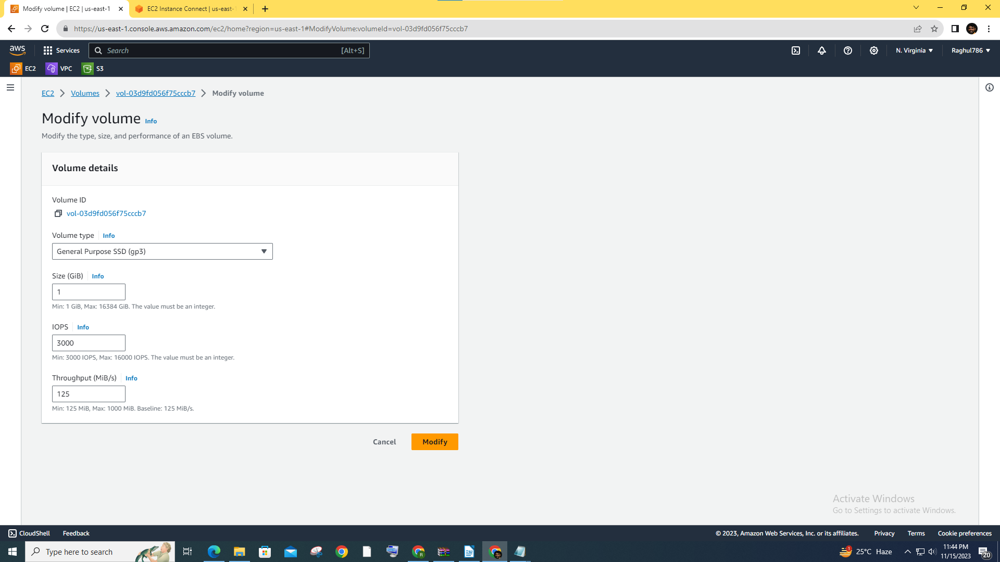 Modify volume | EC2 | us-east-1
EC2 Instance Connect | us-east-1
https://us-east-1.console.aws.amazon.com/ec2/home?region=us-east-1#ModifyVolume:volumeId=vol-03d9fd056f75cccb7
aws
Services
Search
[Alt+S]
N. Virginia
Raghul786
EC2
VPC
S3
EC2 > Volumes > vol-03d9fd056f75cccb7 > Modify volume
Modify volume Info
Modify the type, size, and performance of an EBS volume.
Volume details
Volume ID
vol-03d9fd056f75cccb7
Volume type Info
General Purpose SSD (gp3)
Size (GiB) Info
1
Min: 1 GiB, Max: 16384 GiB. The value must be an integer.
IOPS Info
3000
Min: 3000 IOPS, Max: 16000 IOPS. The value must be an integer.
Throughput (MiB/s) Info
125
Min: 125 MiB, Max: 1000 MiB. Baseline: 125 MiB/s.
Cancel
Modify
Activate Windows
Go to Settings to activate Windows.
CloudShell
Feedback
© 2023, Amazon Web Services, Inc. or its affiliates.
Privacy
Terms
Cookie preferences
Type here to search
R
1
25°C Haze
11:44 PM
11/15/2023
20